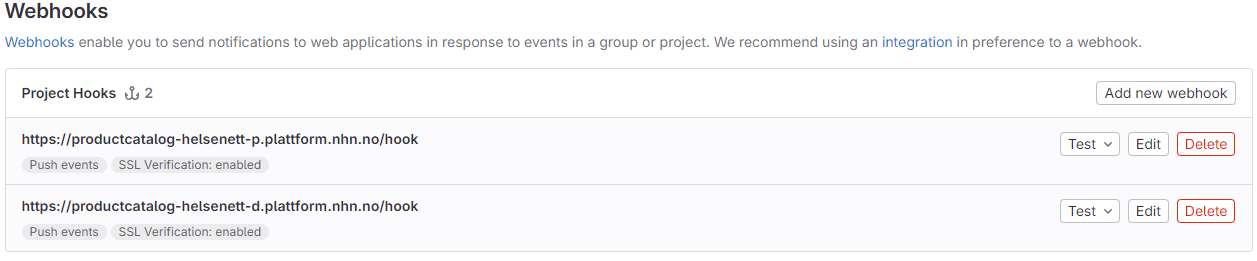 Webhooks
Webhooks enable you to send notifications to web applications in response to events in a group or project. We recommend using an integration in preference to a webhook.
Project Hooks 2 Add new webhook
https://productcatalog-helsenett-p.plattform.nhn.no/hook
Test Edit Delete
Push events SSL Verification: enabled
https://productcatalog-helsenett-d.plattform.nhn.no/hook
Test Edit Delete
Push events SSL Verification: enabled